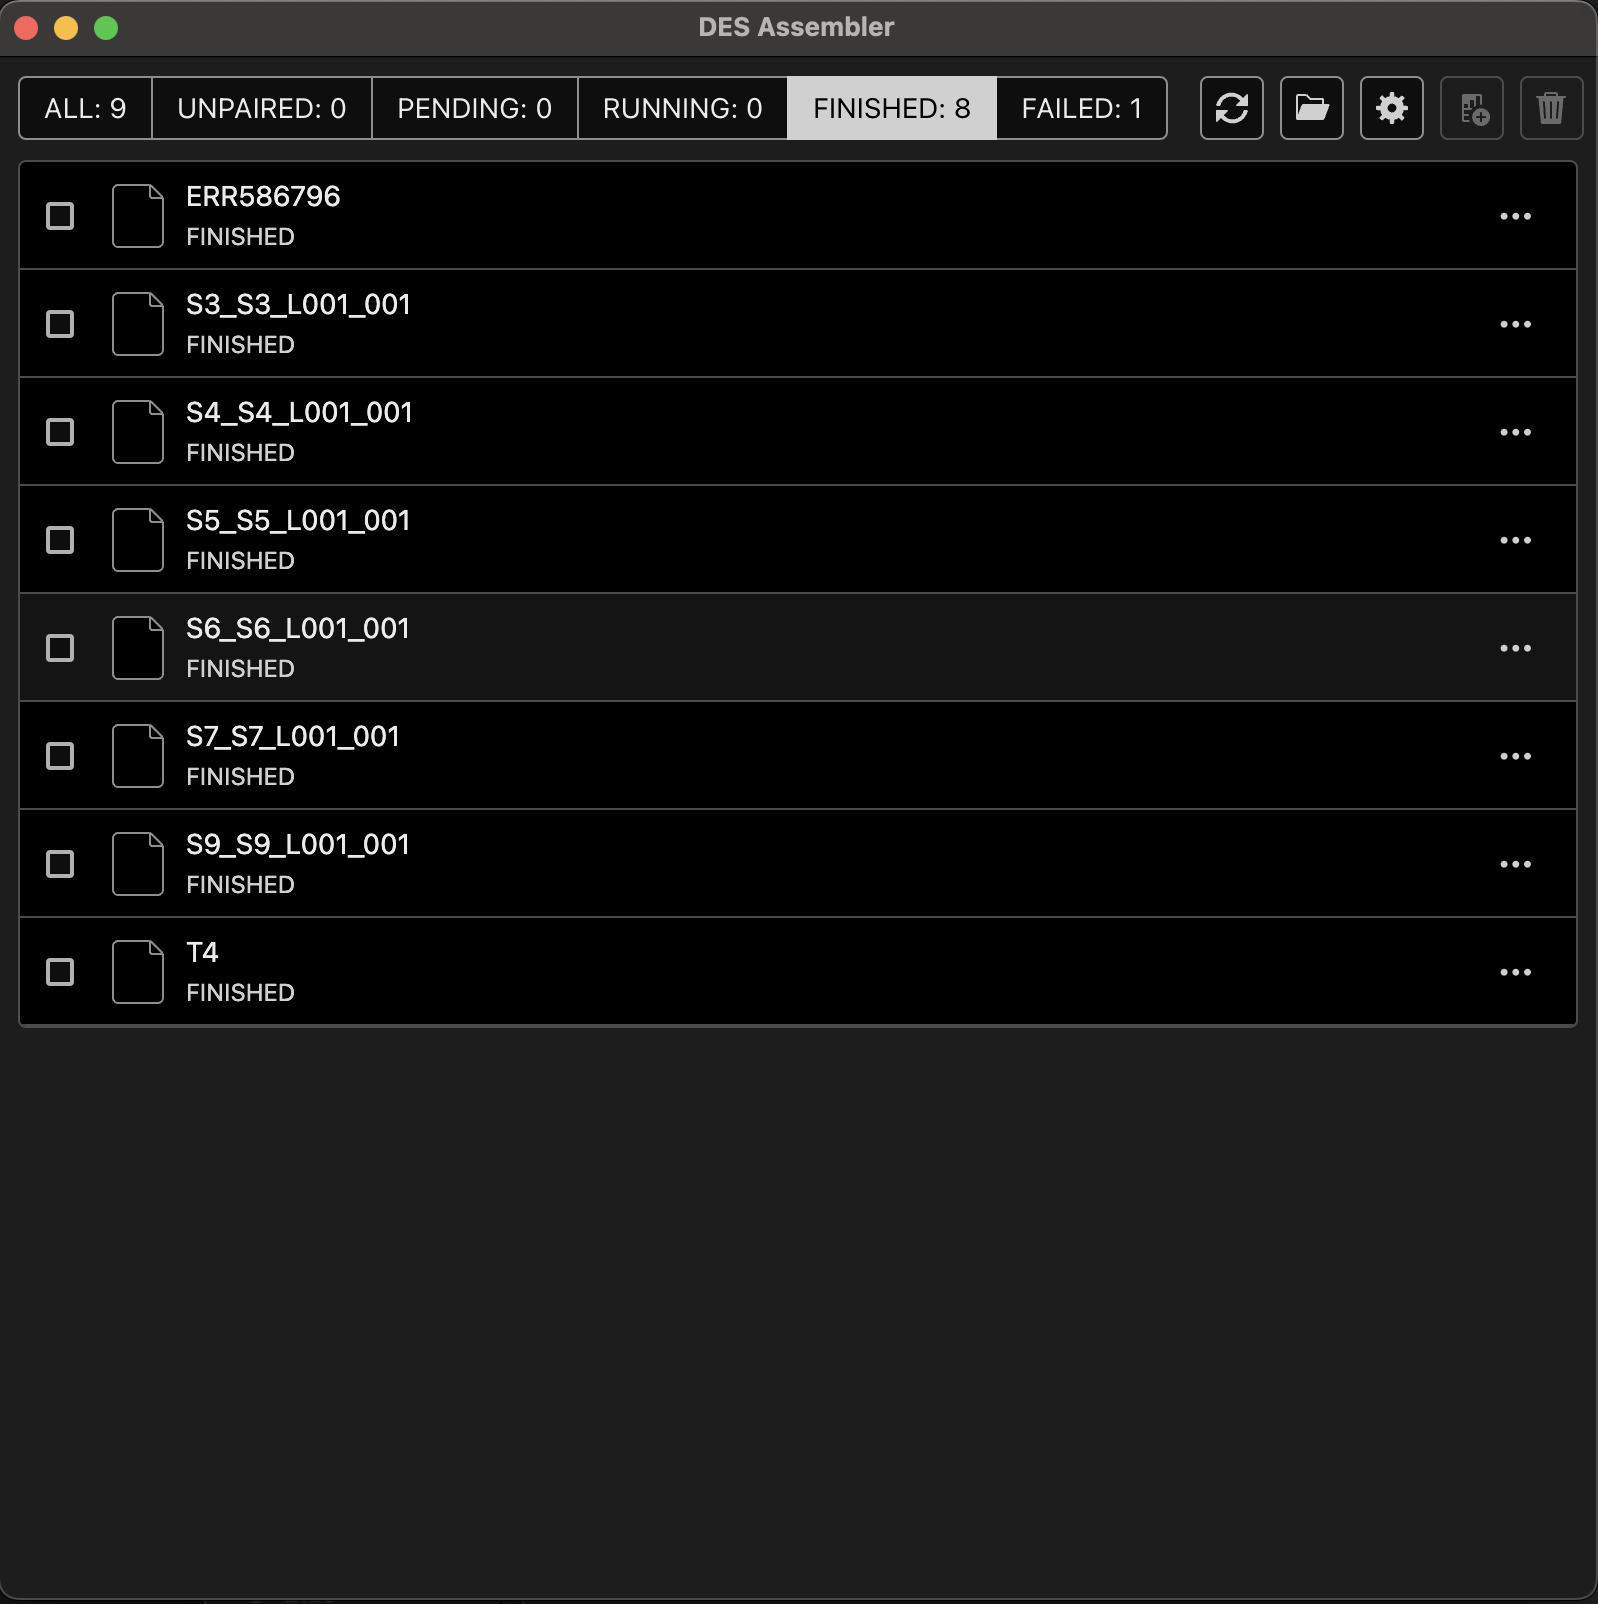 DES Assembler
ALL: 9 UNPAIRED: 0 PENDING: 0 RUNNING: 0 FINISHED: 8 FAILED: 1
ERR586796
FINISHED
S3_S3_L001_001
FINISHED
S4_S4_L001_001
FINISHED
S5_S5_L001_001
FINISHED
S6_S6_L001_001
FINISHED
S7_S7_L001_001
FINISHED
S9_S9_L001_001
FINISHED
T4
FINISHED